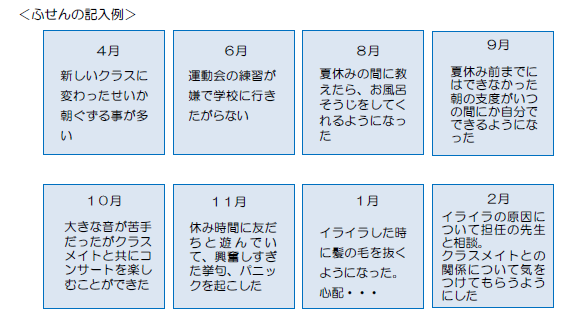 ＜ふせんの記入例＞
４月
新しいクラスに
変わったせいか
朝ぐずる事が多
い
６月
運動会の練習が
嫌で学校に行き
たがらない
８月
夏休みの間に教
えたら、お風呂
そうじをしてく
れるようになっ
た
９月
夏休み前までに
はできなかった
朝の支度がいつ
の間にか自分で
できるようにな
った
１０月
大きな音が苦手
だったがクラス
メイトと共にコ
ンサートを楽し
むことができた
１１月
休み時間に友だ
ちと遊んでい
て、興奮しすぎ
た挙句、パニッ
クを起こした
１月
イライラした時
に髪の毛を抜く
ようになった。
心配・・・
２月
イライラの原因に
ついて担任の先生
と相談。
クラスメイトとの
関係について気を
つけてもらうよう
にした